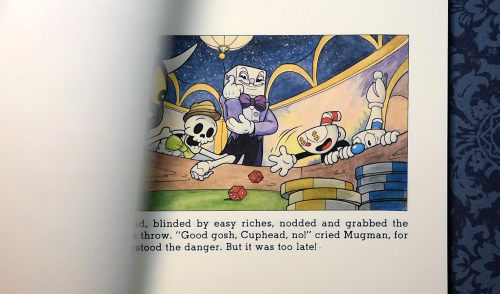 blinded by easy riches, nodded and grabbed the
throw. "Good gosh, Cuphead, no!" cried Mugman, for
the danger. But it was too late!